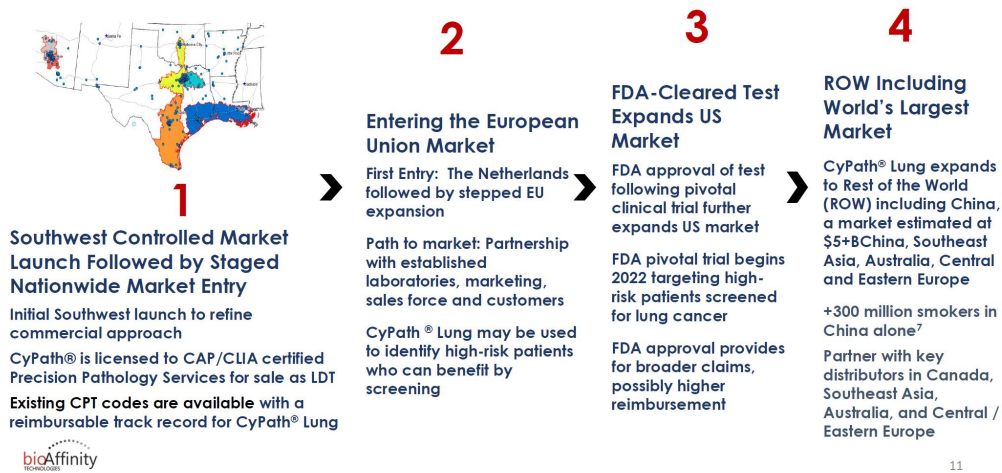 1
Southwest Controlled Market
Launch Followed by Staged
Nationwide Market Entry
Initial Southwest launch to refine
commercial approach
CyPath® is licensed to CAP/CLIA certified
Precision Pathology Services for sale as LDT
Existing CPT codes are available with a
reimbursable track record for CyPath® Lung
2
Entering the European
Union Market
First Entry: The Netherlands
followed by stepped EU
expansion
Path to market: Partnership
with established
laboratories, marketing,
sales force and customers
CyPath ® Lung may be used
to identify high-risk patients
who can benefit by
screening
3
FDA-Cleared Test
Expands US
Market
FDA approval of test
following pivotal
clinical trial further
expands US market
FDA pivotal trial begins
2022 targeting high-
risk patients screened
for lung cancer
FDA approval provides
for broader claims,
possibly higher
reimbursement
4
ROW Including
World's Largest
Market
CyPath® Lung expands
to Rest of the World
(ROW) including China,
a market estimated at
$5+BChina, Southeast
Asia, Australia, Central
and Eastern Europe
+300 million smokers in
China alone7
Partner with key
distributors in Canada,
Southeast Asia,
Australia, and Central /
Eastern Europe
bioAffinity
TECHNOLOGIES
11